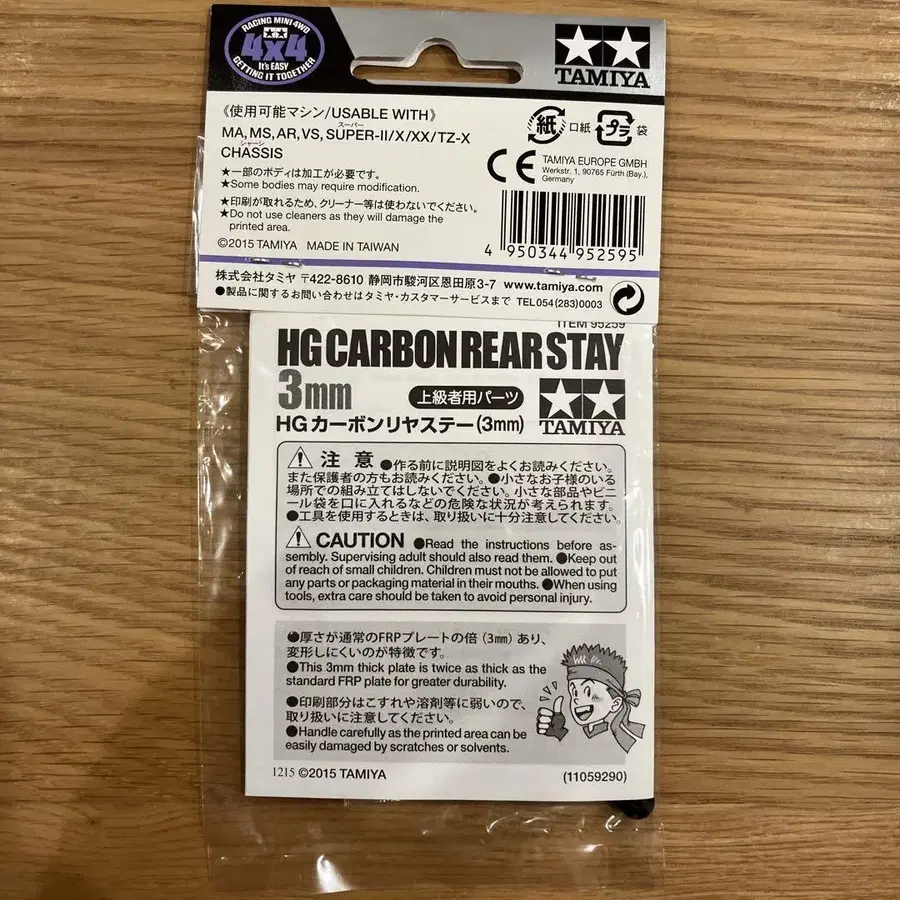 RACING MINI 4WD
4x4
It's EASY
GETTING IT TOGETHER
TAMIYA
《使用可能マシン/USABLE WITH》
スーパー
MA, MS, AR, VS, SUPER-II/X/XX/TZ-X
シャーシ
CHASSIS
★一部のボディは加工が必要です。
★Some bodies may require modification.
★印刷が取れるため、クリーナー等は使わないでください。
★Do not use cleaners as they will damage the
printed area.
©2015 TAMIYA MADE IN TAIWAN
紙 口紙 プラ 袋
CE TAMIYA EUROPE GMBH
Werkstr. 1, 90765 Fürth (Bay.),
Germany
4 950344 952595
株式会社タミヤ 〒422-8610 静岡市駿河区恩田原3-7 www.tamiya.com
●製品に関するお問い合わせはタミヤ・カスタマーサービスまで TEL054(283)0003
ITEM 95259
HG CARBON REAR STAY
3mm
上級者用パーツ
TAMIYA
HG カーボンリヤステー(3mm)
注意 ●作る前に説明図をよくお読みください。
また保護者の方もお読みください。●小さなお子様のいる
場所での組み立てはしないでください。小さな部品やビニ
ール袋を口に入れるなどの危険な状況が考えられます。
●工具を使用するときは、取り扱いに十分注意してください。
CAUTION ●Read the instructions before as-
sembly. Supervising adult should also read them. ●Keep out
of reach of small children. Children must not be allowed to put
any parts or packaging material in their mouths. ●When using
tools, extra care should be taken to avoid personal injury.
●厚さが通常のFRPプレートの倍(3mm)あり、
変形しにくいのが特徴です。
●This 3mm thick plate is twice as thick as the
standard FRP plate for greater durability.
●印刷部分はこすれや溶剤等に弱いので、
取り扱いに注意してください。
●Handle carefully as the printed area can be
easily damaged by scratches or solvents.
1215 ©2015 TAMIYA
(11059290)